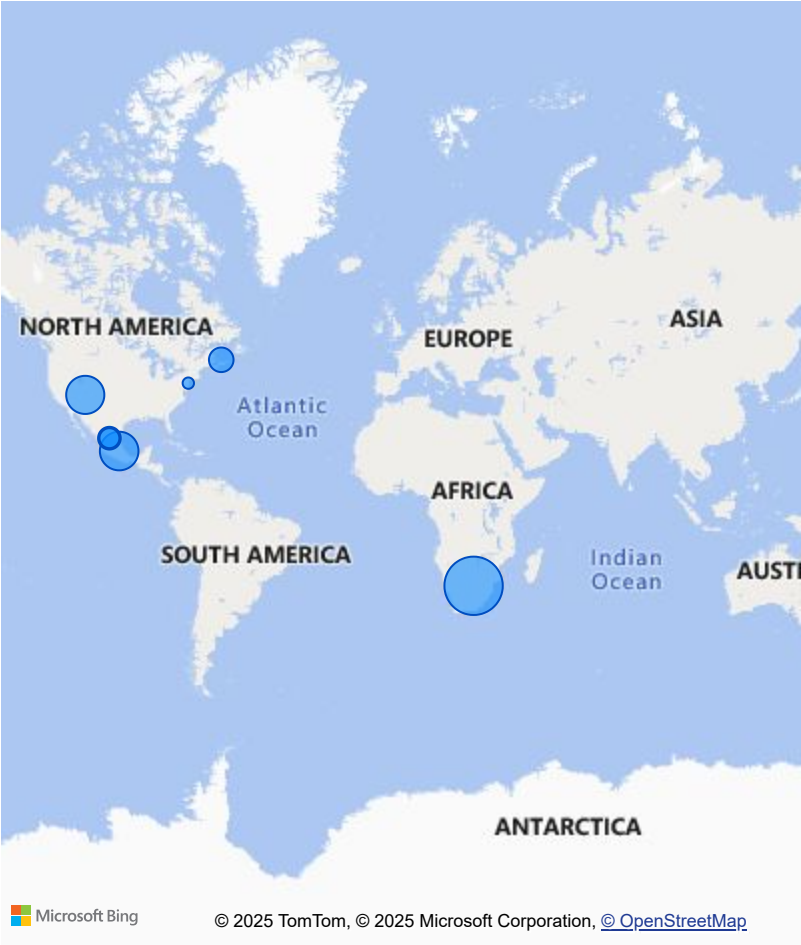 NORTH AMERICA
ASIA
EUROPE
Atlantic
Ocean
AFRICA
SOUTH AMERICA
Indian
Ocean
AUSTI
ANTARCTICA
Microsoft Bing
© 2025 TomTom, © 2025 Microsoft Corporation, © OpenStreetMap